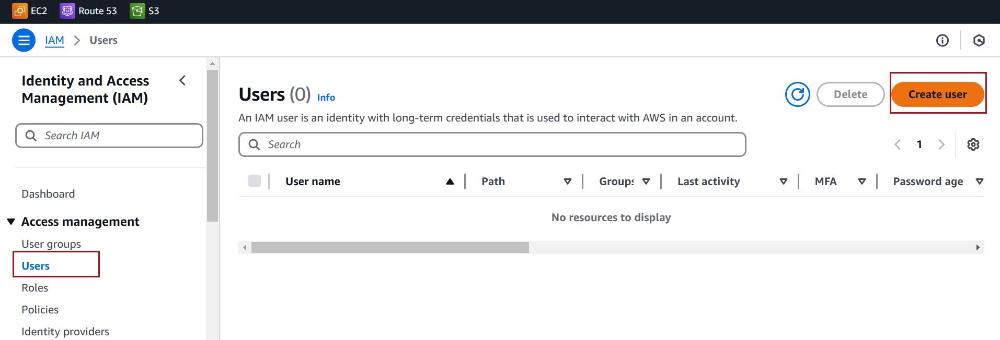 EC2 Route 53 S3
IAM Users
Identity and Access
Management (IAM)
Search IAM
Dashboard
Access management
User groups
Users
Roles
Policies
Identity providers
Users (0) Info
Delete Create user
An IAM user is an identity with long-term credentials that is used to interact with AWS in an account.
Search
1
User name Path Groups Last activity MFA Password age
No resources to display